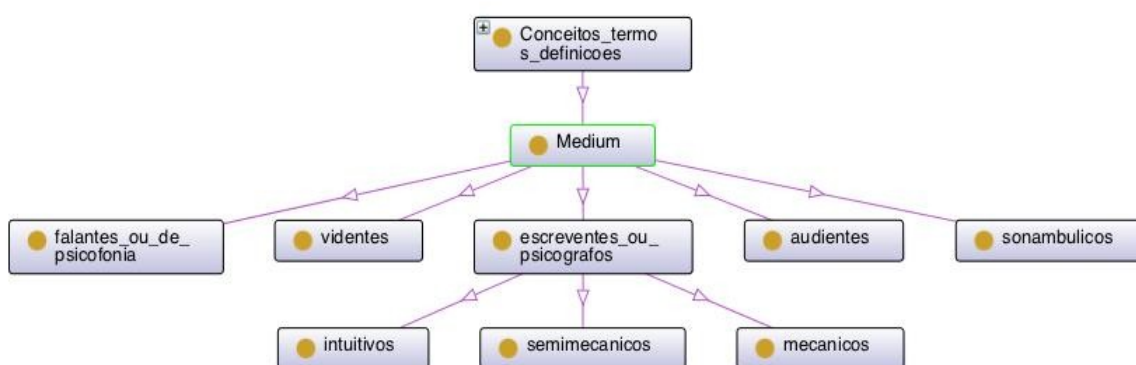 Conceitos_termo
s_definicoes
Medium
falantes_ou_de_
psicofonia
videntes
escreventes_ou_
psicografos
audientes
sonambulicos
intuitivos
semimecanicos
mecanicos